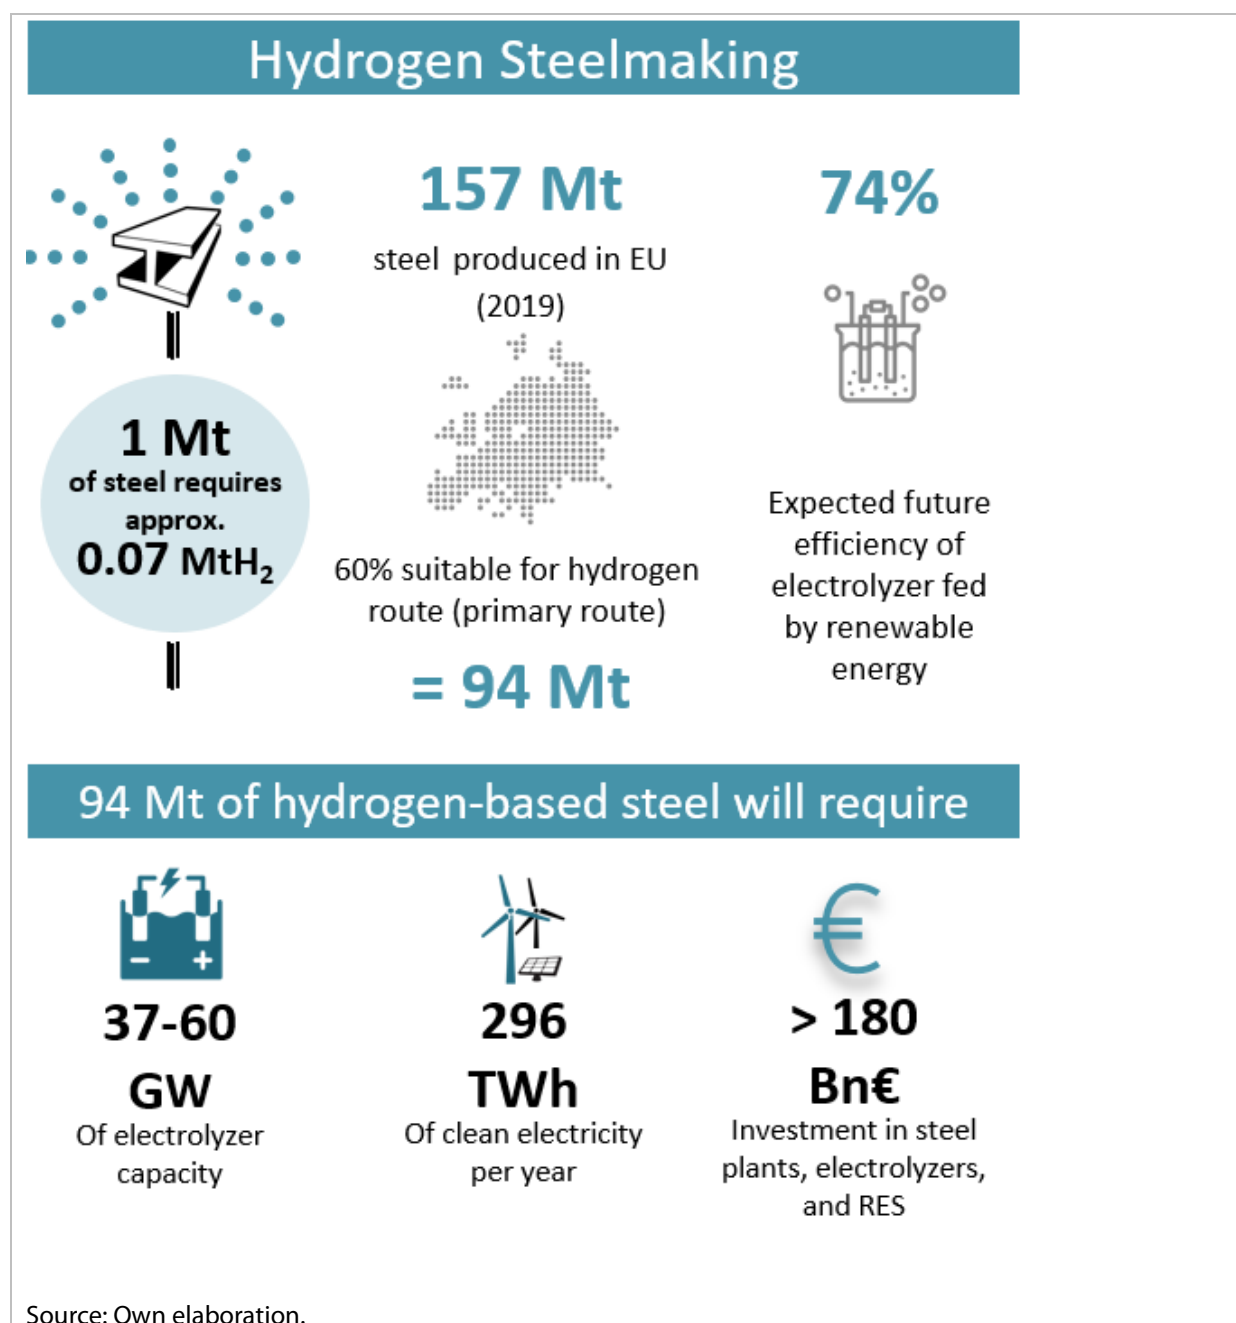 Hydrogen Steelmaking
1 Mt
of steel requires
approx.
0.07 MtH₂
157 Mt
steel produced in EU
(2019)
60% suitable for hydrogen
route (primary route)
= 94 Mt
74%
Expected future
efficiency of
electrolyzer fed
by renewable
energy
94 Mt of hydrogen-based steel will require
37-60
GW
Of electrolyzer
capacity
296
TWh
Of clean electricity
per year
€
> 180
Bn€
Investment in steel
plants, electrolyzers,
and RES
Source: Own elaboration.